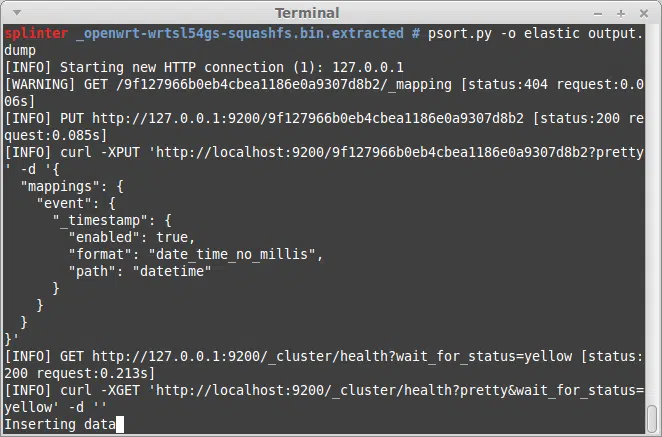 Terminal
splinter _openwrt-wrtsl54gs-squashfs.bin.extracted # psort.py -o elastic output.
dump
[INFO] Starting new HTTP connection (1): 127.0.0.1
[WARNING] GET /9f127966b0eb4cbea1186e0a9307d8b2/_mapping [status:404 request:0.0
06s]
[INFO] PUT http://127.0.0.1:9200/9f127966b0eb4cbea1186e0a9307d8b2 [status:200 re
quest:0.085s]
[INFO] curl -XPUT 'http://localhost:9200/9f127966b0eb4cbea1186e0a9307d8b2?pretty
' -d '{
  "mappings": {
    "event": {
      "_timestamp": {
        "enabled": true,
        "format": "date_time_no_millis",
        "path": "datetime"
      }
    }
  }
}'
[INFO] GET http://127.0.0.1:9200/_cluster/health?wait_for_status=yellow [status:
200 request:0.213s]
[INFO] curl -XGET 'http://localhost:9200/_cluster/health?pretty&wait_for_status=
yellow' -d ''
Inserting data